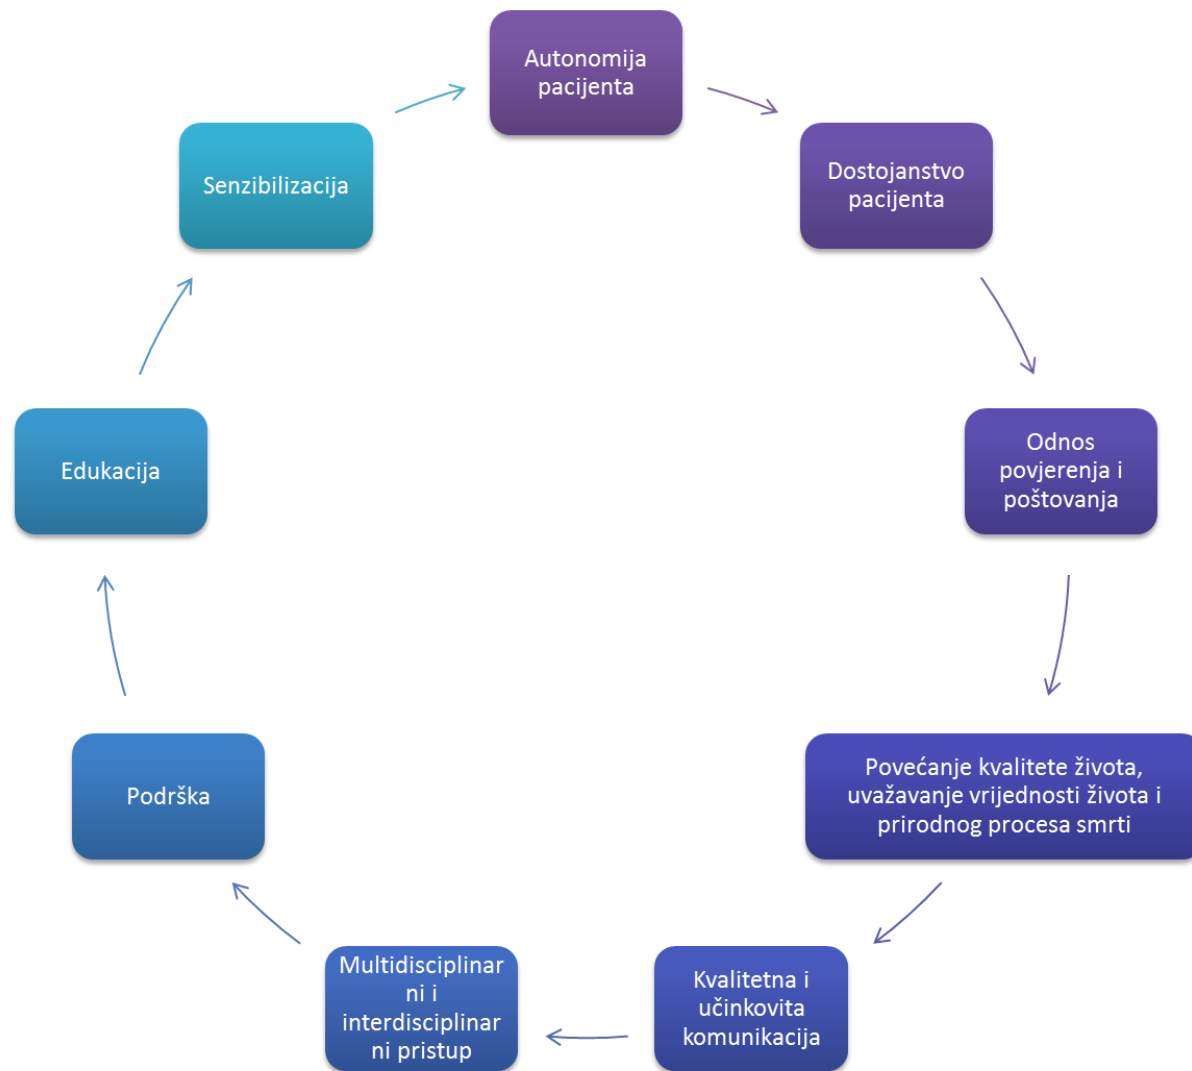 Autonomija
pacijenta
Dostojanstvo
pacijenta
Odnos
povjerenja i
poštovanja
Povećanje kvalitete života,
uvažavanje vrijednosti života i
prirodnog procesa smrti
Kvalitetna i
učinkovita
komunikacija
Multidisciplinar
ni i
interdisciplinar
ni pristup
Podrška
Edukacija
Senzibilizacija